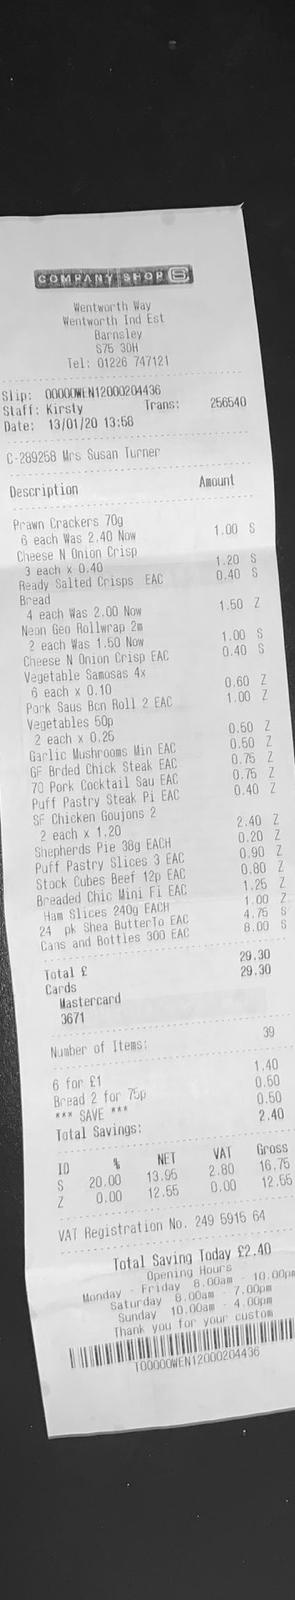 COMPANY SHOP S
Wentworth Way
Wentworth Ind Est
Barnsley
S75 3DH
Tel: 01226 747121
Slip: 00000WEN12000204436
Staff: Kirsty Trans: 256540
Date: 13/01/20 13:58
C-289258 Mrs Susan Turner
Description Amount
Prawn Crackers 70g
6 each Was 2.40 Now 1.00 S
Cheese N Onion Crisp
3 each x 0.40 1.20 S
Ready Salted Crisps EAC 0.40 S
Bread
4 each Was 2.00 Now 1.50 Z
Neon Geo Rollwrap 2m
2 each Was 1.50 Now 1.00 S
Cheese N Onion Crisp EAC 0.40 S
Vegetable Samosas 4x
6 each x 0.10 0.60 Z
Pork Saus Bcn Roll 2 EAC 1.00 Z
Vegetables 50p
2 each x 0.25 0.50 Z
Garlic Mushrooms Min EAC 0.50 Z
GF Brded Chick Steak EAC 0.75 Z
70 Pork Cocktail Sau EAC 0.75 Z
Puff Pastry Steak Pi EAC 0.40 Z
SF Chicken Goujons 2
2 each x 1.20 2.40 Z
Shepherds Pie 38g EACH 0.20 Z
Puff Pastry Slices 3 EAC 0.90 Z
Stock Cubes Beef 12p EAC 0.80 Z
Breaded Chic Mini Fi EAC 1.25 Z
Ham Slices 240g EACH 1.00 Z
24 pk Shea ButterTo EAC 4.75 S
Cans and Bottles 300 EAC 8.00 S
Total £ 29.30
Cards 29.30
Mastercard
3671
Number of Items: 39
6 for £1 1.40
Bread 2 for 75p 0.50
*** SAVE *** 0.50
Total Savings: 2.40
ID % NET VAT Gross
S 20.00 13.95 2.80 16.75
Z 0.00 12.55 0.00 12.55
VAT Registration No. 249 5915 64
Total Saving Today £2.40
Opening Hours
Monday - Friday 8.00am - 10.00pm
Saturday 8.00am - 7.00pm
Sunday 10.00am - 4.00pm
Thank you for your custom
T00000WEN12000204436